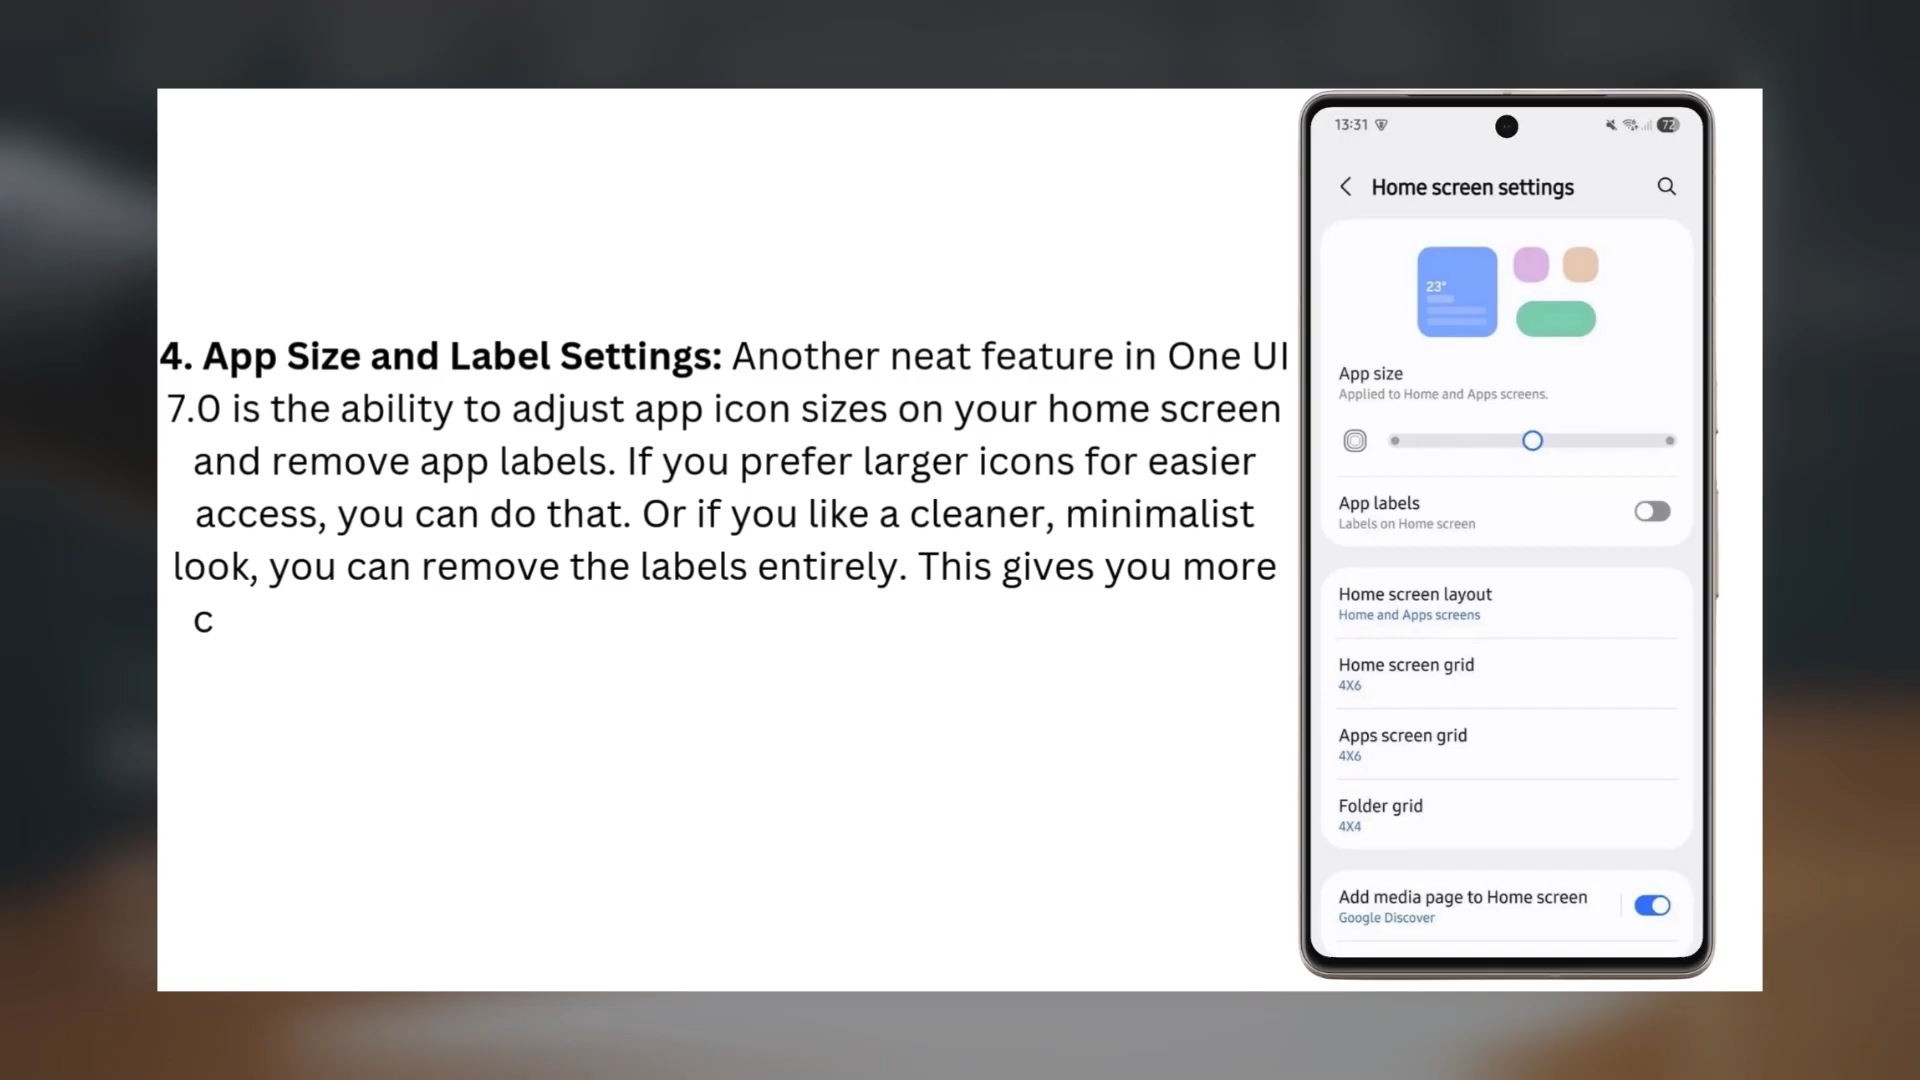 4. App Size and Label Settings: Another neat feature in One UI
7.0 is the ability to adjust app icon sizes on your home screen
and remove app labels. If you prefer larger icons for easier
access, you can do that. Or if you like a cleaner, minimalist
look, you can remove the labels entirely. This gives you more
c
13:31
72
Home screen settings
23°
App size
Applied to Home and Apps screens.
App labels
Labels on Home screen
Home screen layout
Home and Apps screens
Home screen grid
4X6
Apps screen grid
4X6
Folder grid
4X4
Add media page to Home screen
Google Discover